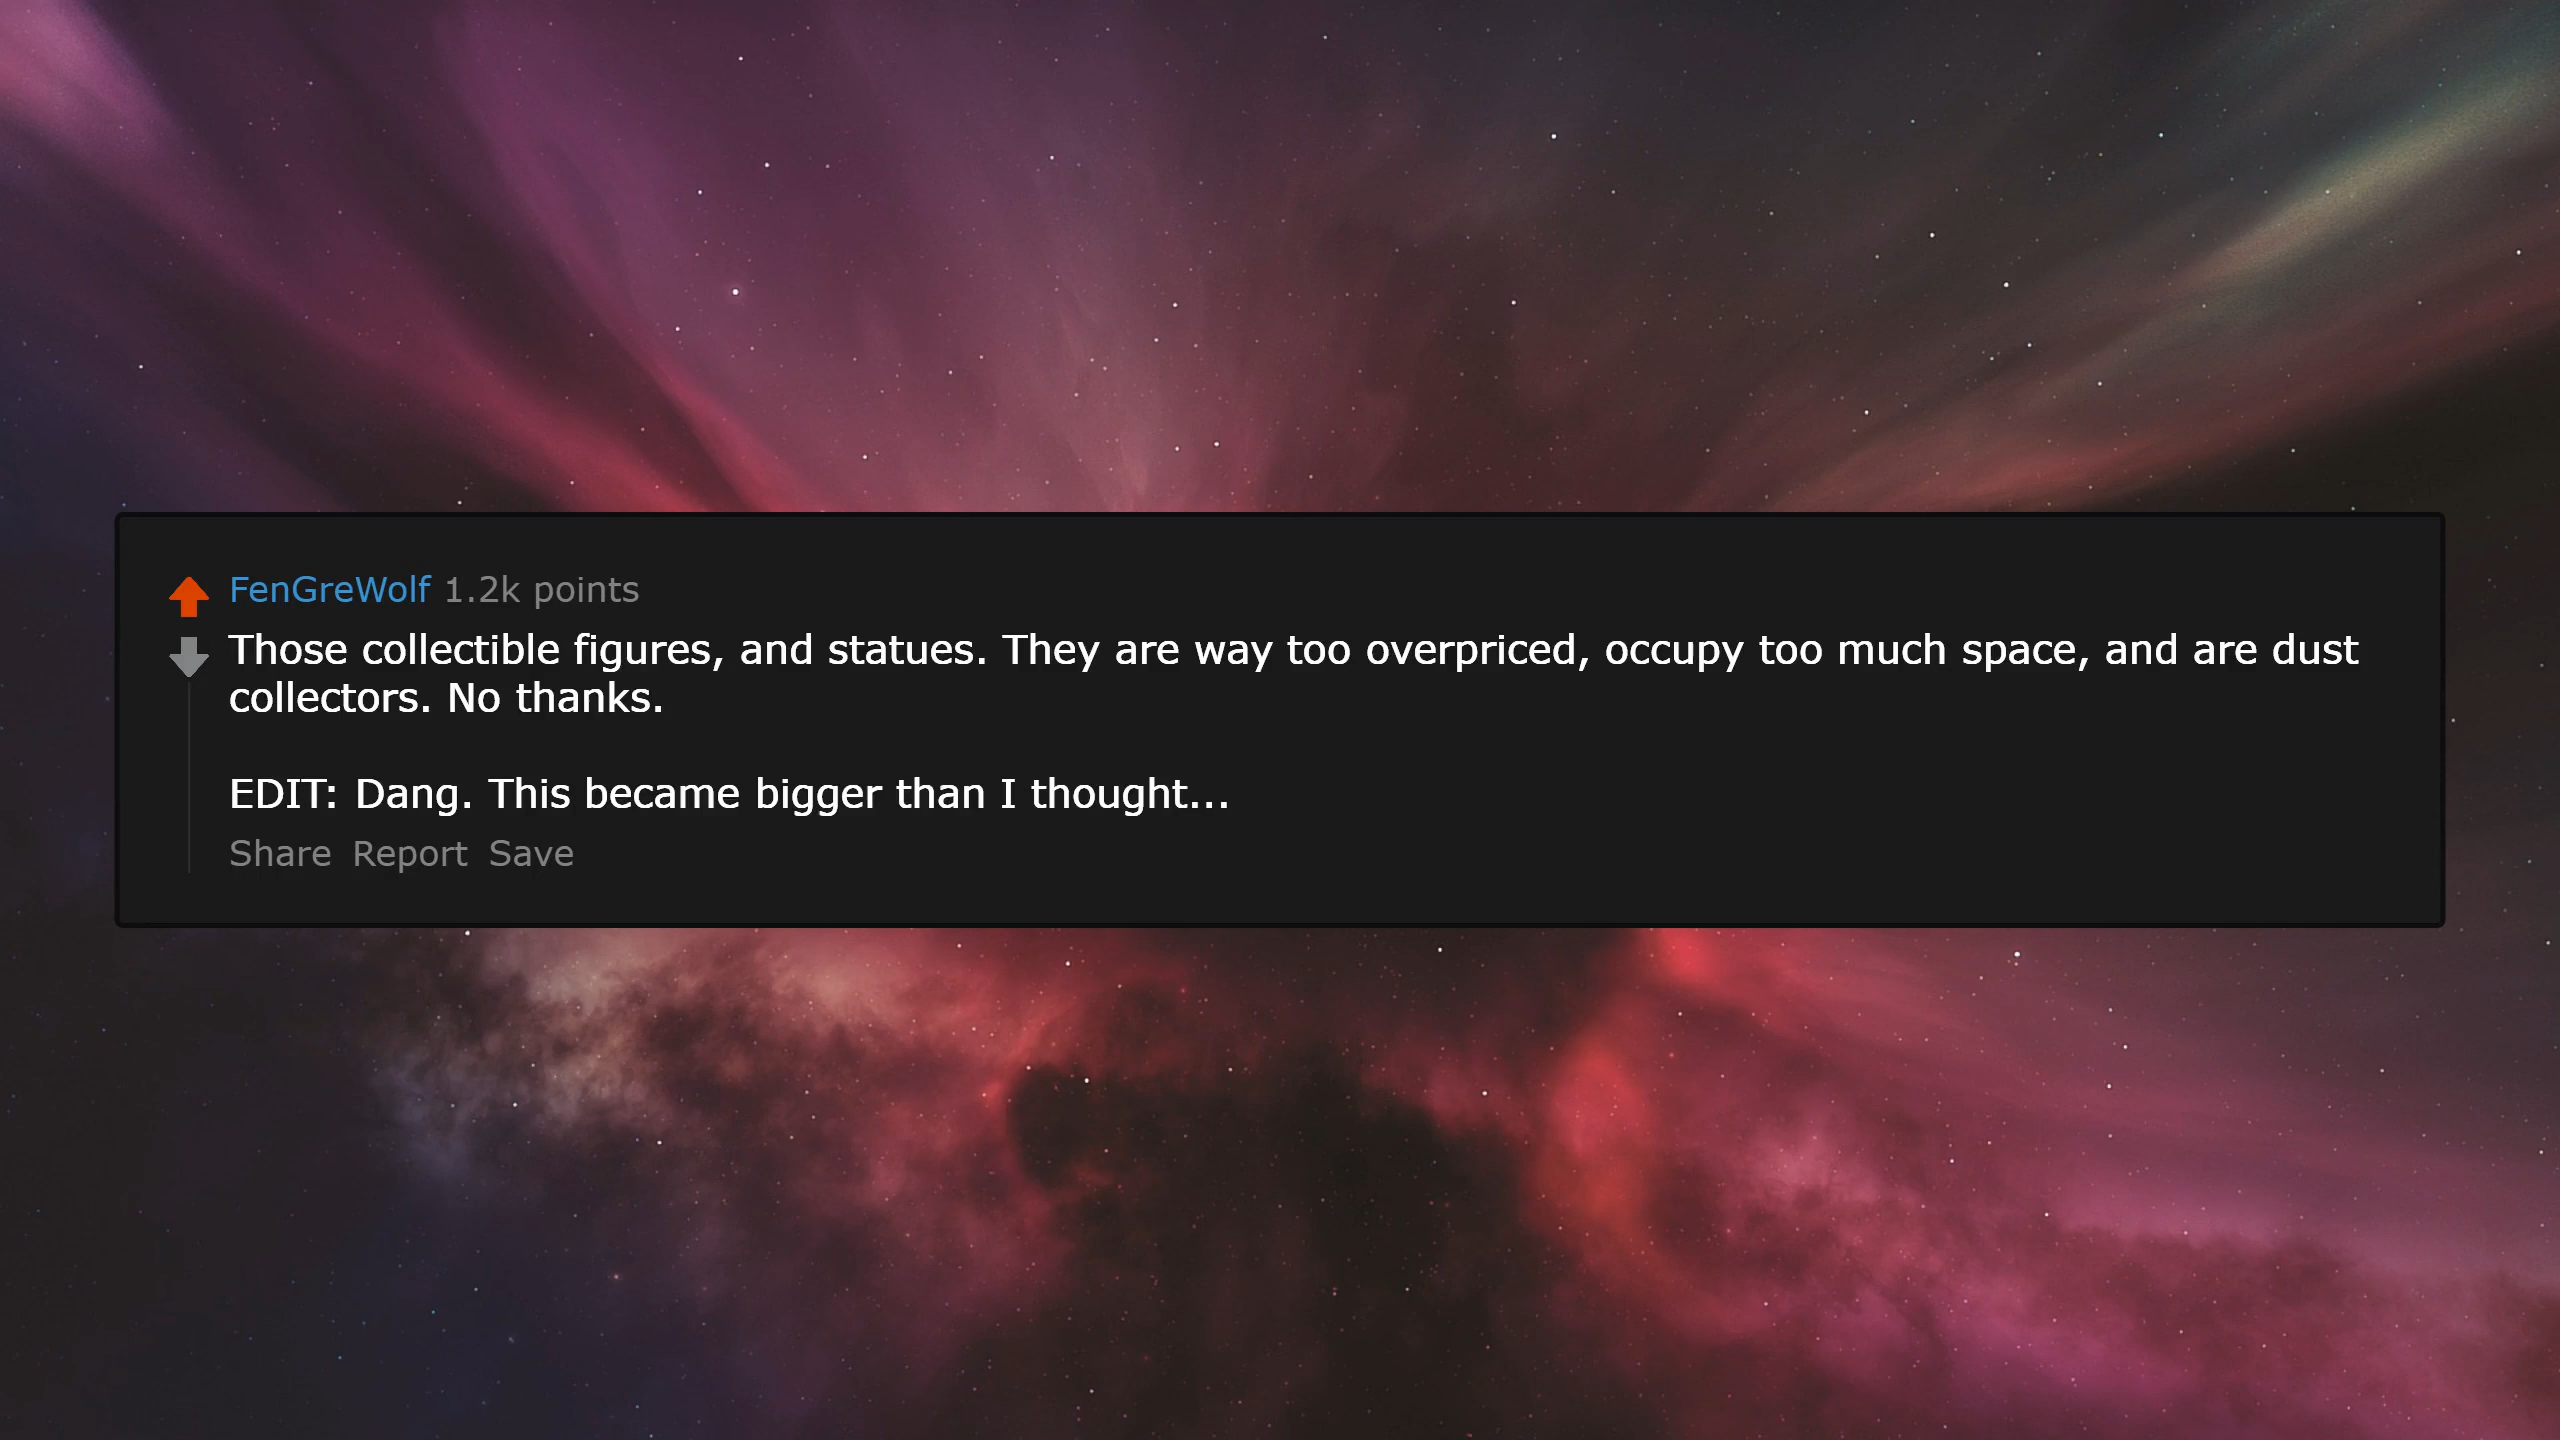 FenGreWolf 1.2k points
Those collectible figures, and statues. They are way too overpriced, occupy too much space, and are dust
collectors. No thanks.
EDIT: Dang. This became bigger than I thought...
Share Report Save